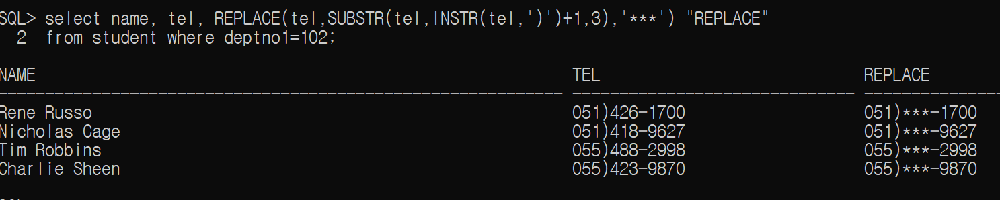 SQL> select name, tel, REPLACE(tel,SUBSTR(tel,INSTR(tel,')')+1,3),'***') "REPLACE"
2 from student where deptno1=102;
NAME TEL REPLACE
Rene Russo 051)426-1700 051)***-1700
Nicholas Cage 051)418-9627 051)***-9627
Tim Robbins 055)488-2998 055)***-2998
Charlie Sheen 055)423-9870 055)***-9870